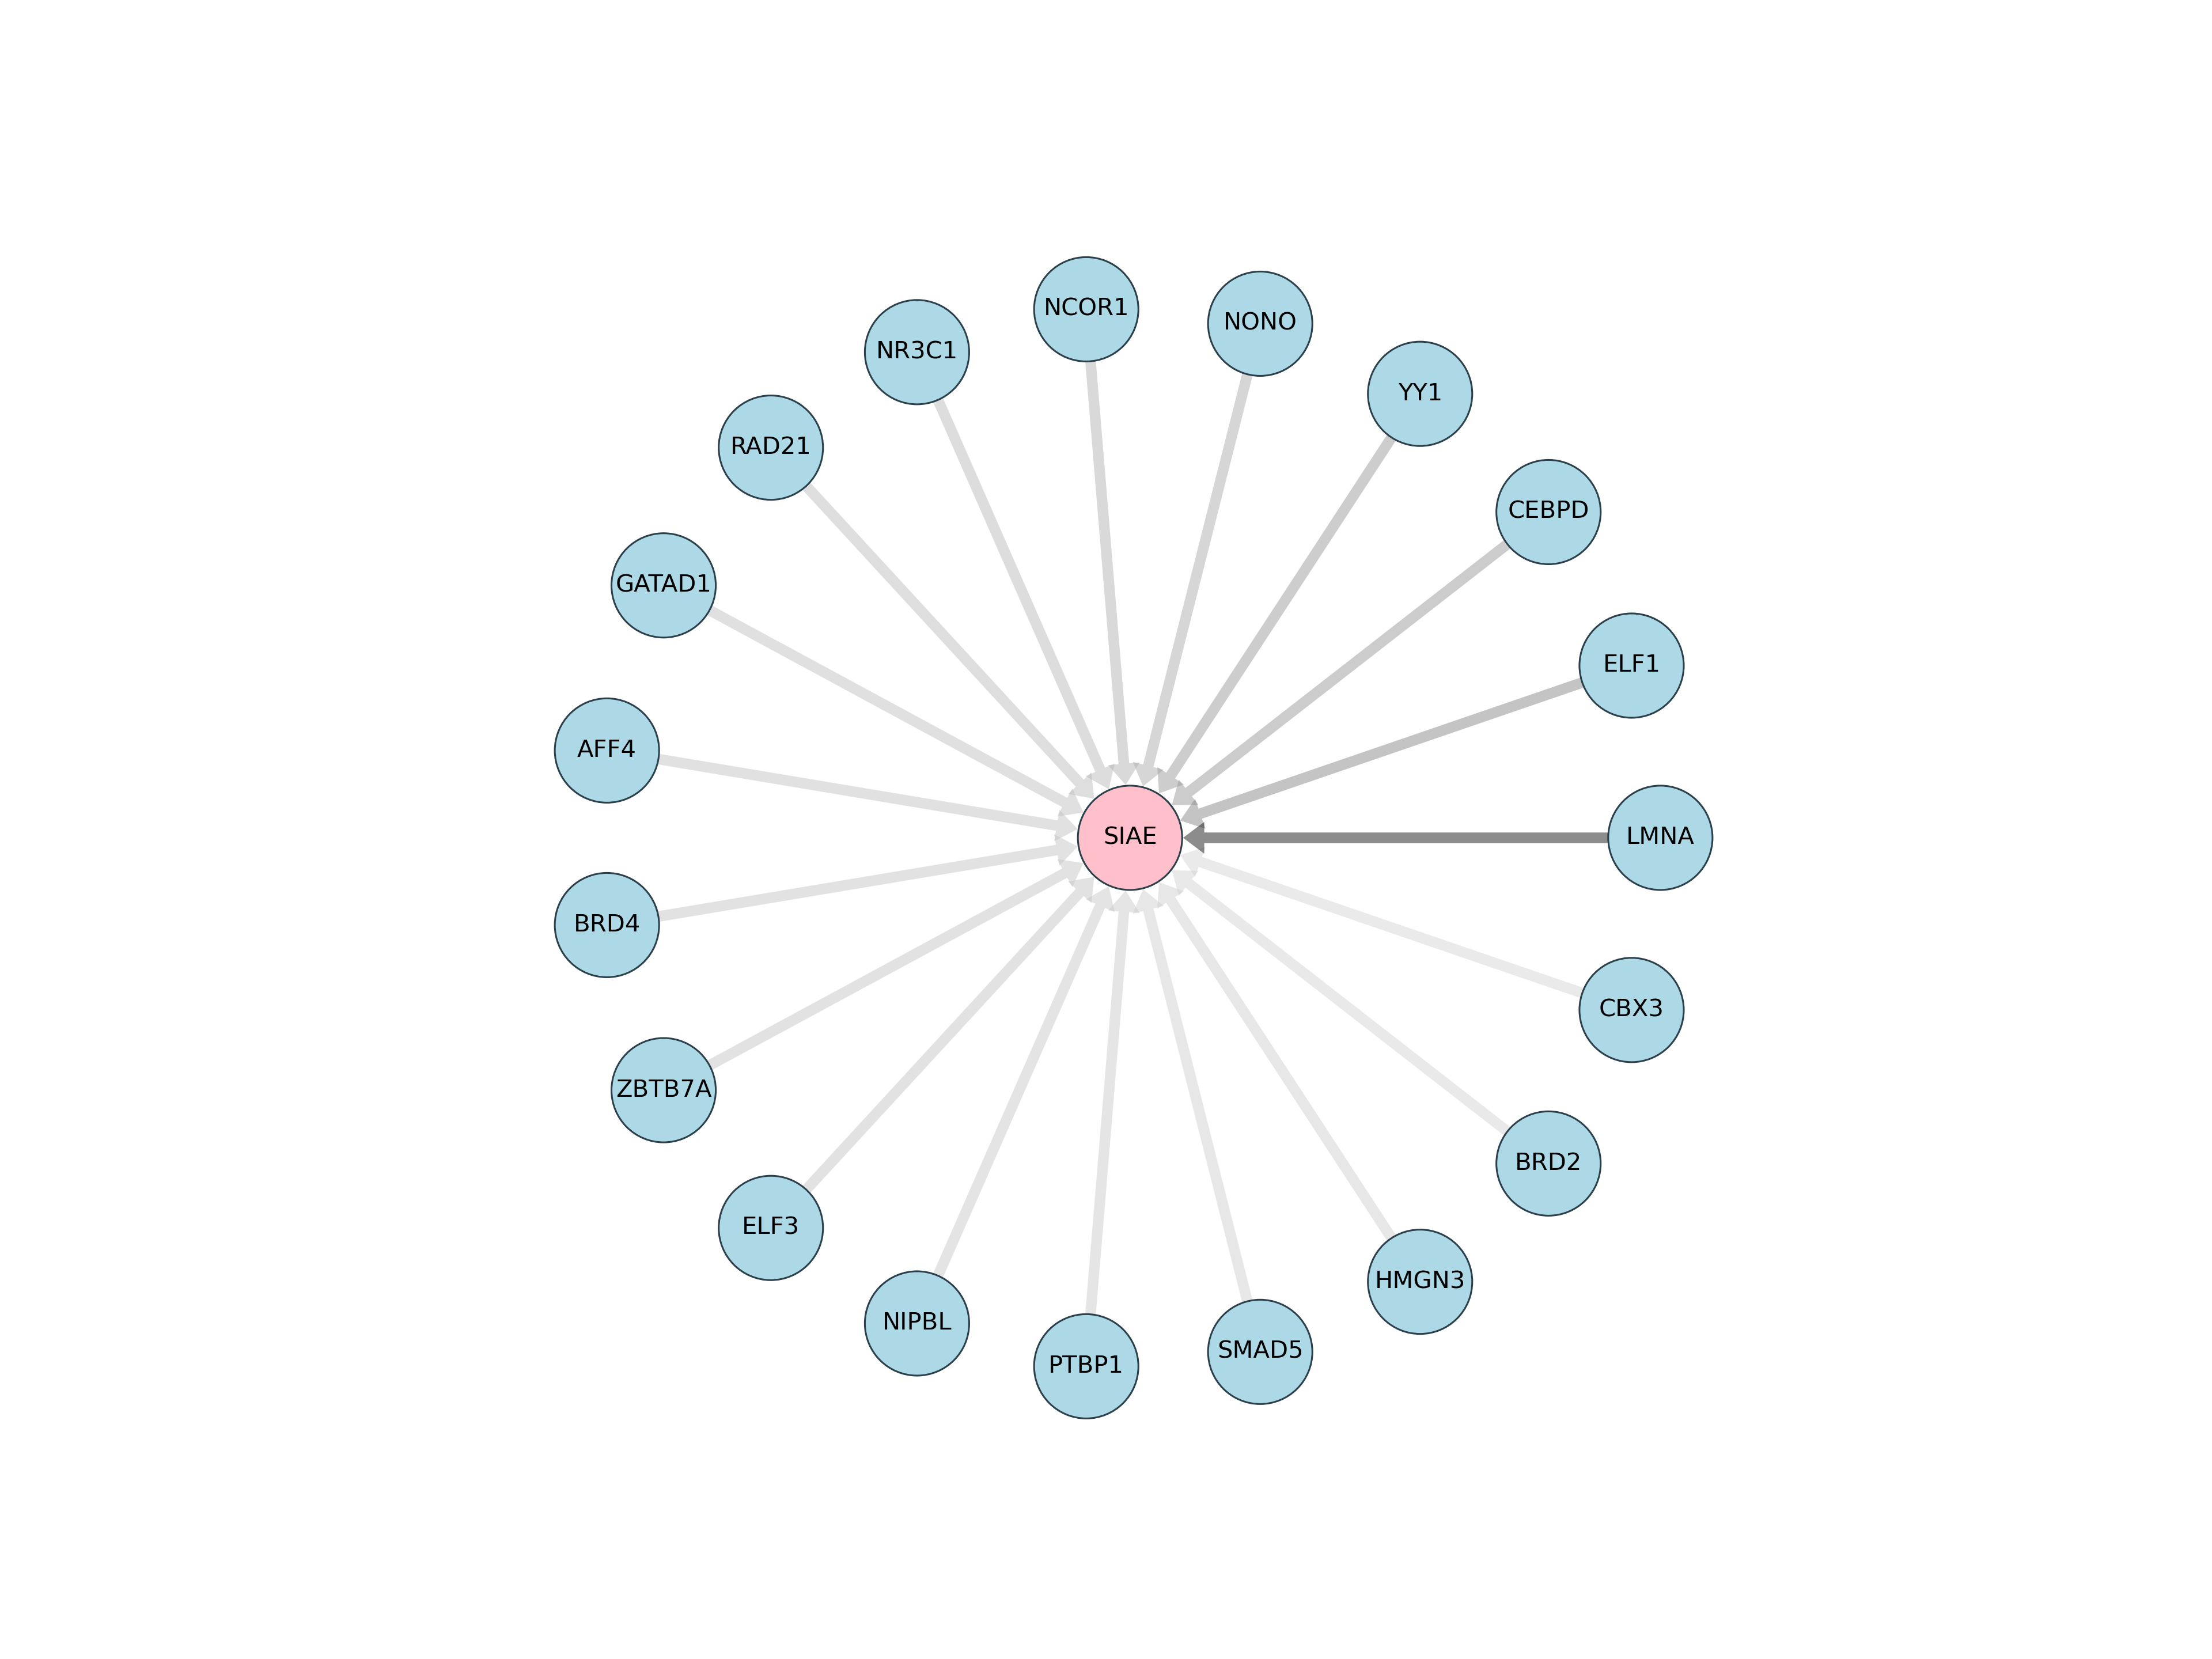 NCOR1
NONO
NR3C1
YY1
RAD21
CEBPD
GATAD1
ELF1
AFF4
SIAE
LMNA
BRD4
CBX3
ZBTB7A
BRD2
ELF3
HMGN3
NIPBL
SMAD5
PTBP1